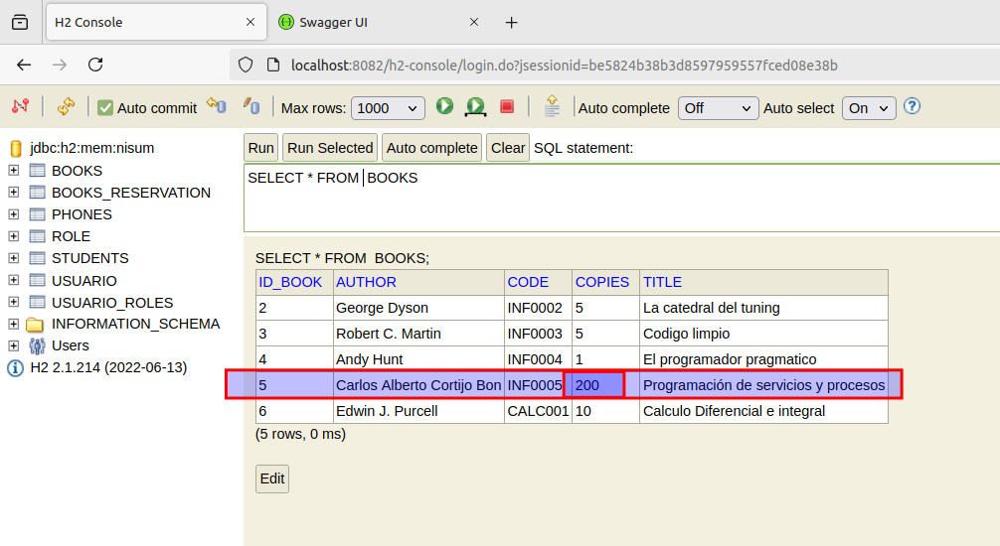 H2 Console
Swagger UI
localhost:8082/h2-console/login.do?jsessionid=be5824b38b3d8597959557fced08e38b
Auto commit Max rows: 1000 Auto complete Off Auto select On
jdbc:h2:mem:nisum
BOOKS
BOOKS_RESERVATION
PHONES
ROLE
STUDENTS
USUARIO
USUARIO_ROLES
INFORMATION_SCHEMA
Users
H2 2.1.214 (2022-06-13)
Run Run Selected Auto complete Clear SQL statement:
SELECT * FROM BOOKS
SELECT * FROM  BOOKS;
ID_BOOK AUTHOR CODE COPIES TITLE
2 George Dyson INF0002 5 La catedral del tuning
3 Robert C. Martin INF0003 5 Codigo limpio
4 Andy Hunt INF0004 1 El programador pragmatico
5 Carlos Alberto Cortijo Bon INF0005 200 Programación de servicios y procesos
6 Edwin J. Purcell CALC001 10 Calculo Diferencial e integral
(5 rows, 0 ms)
Edit